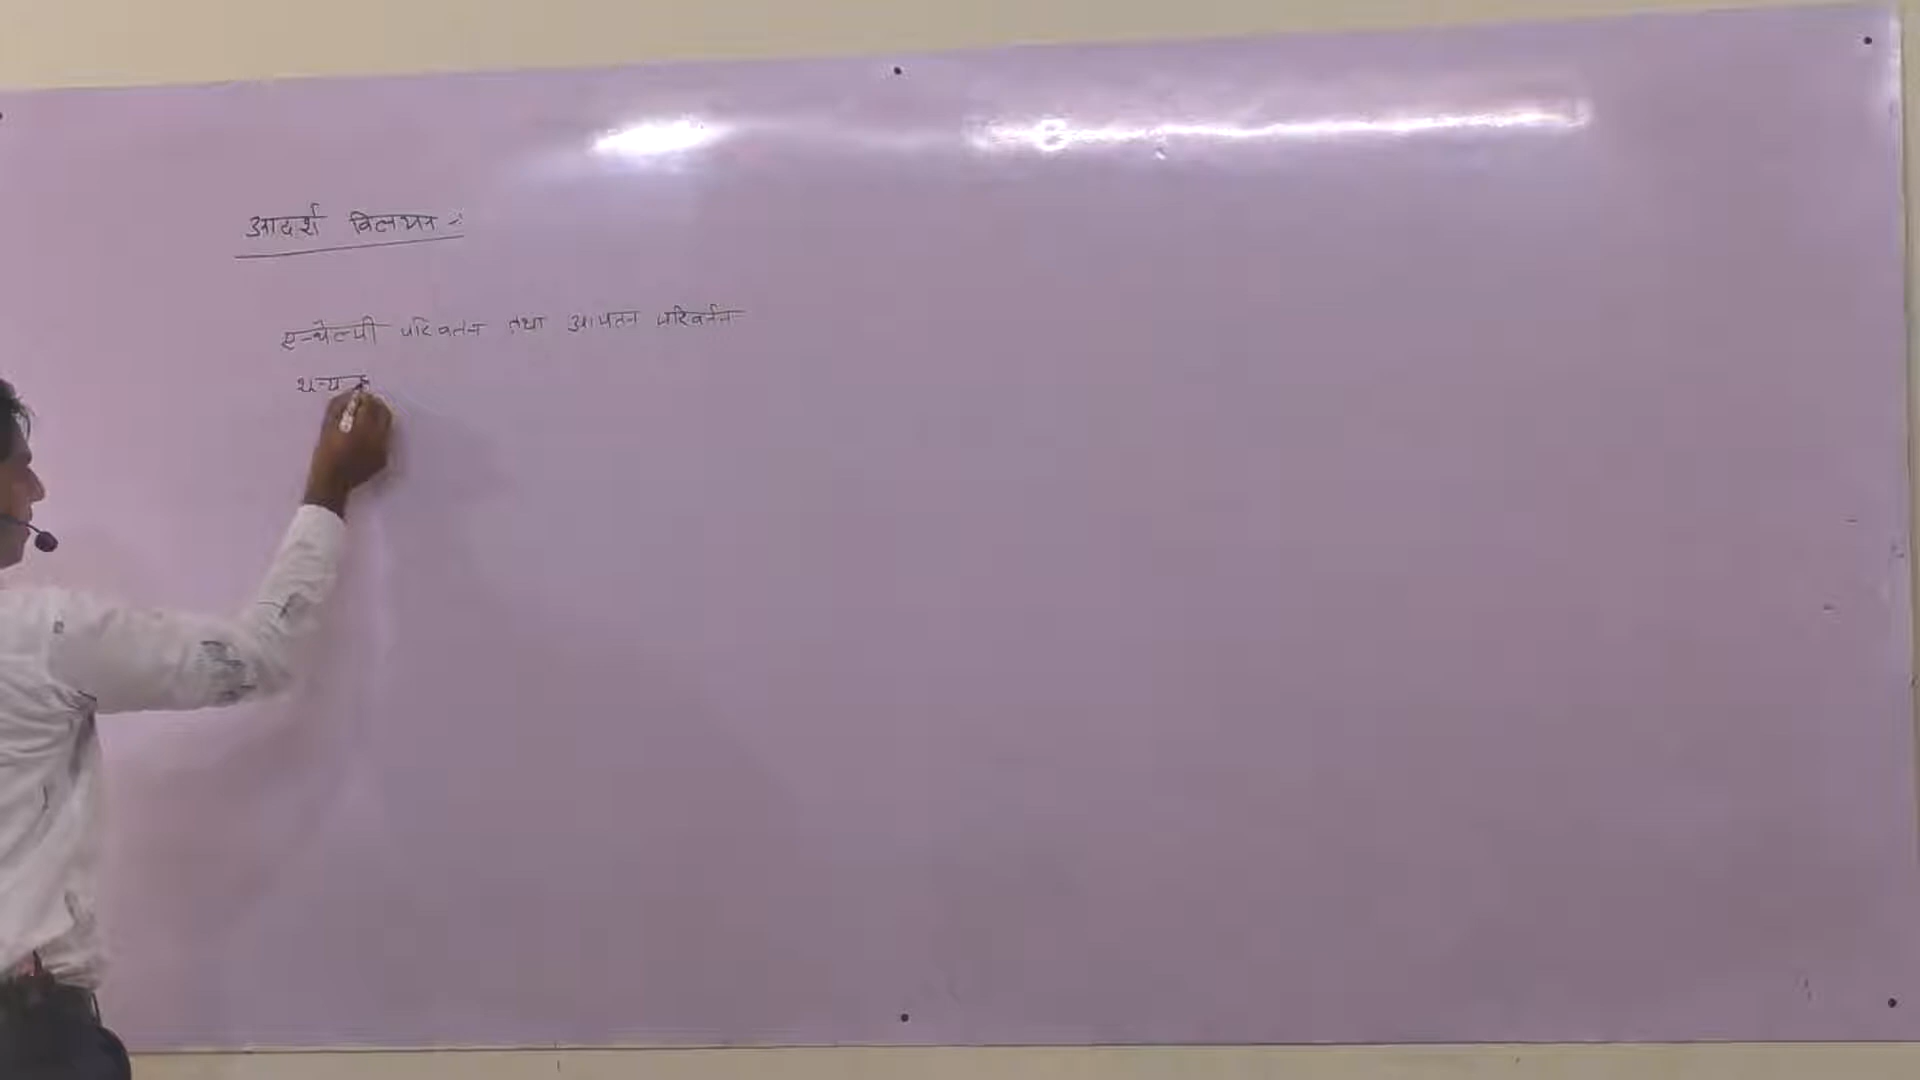 आदर्श विलयन :-
एन्थेल्पी परिवर्तन तथा आयतन परिवर्तन